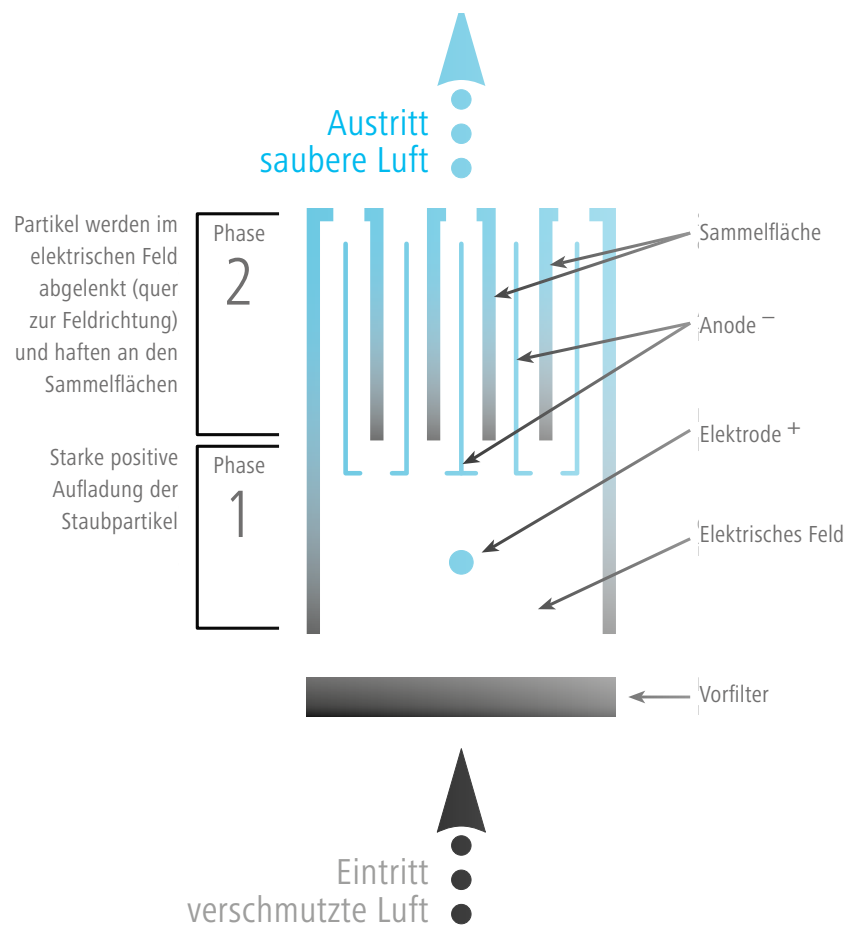 Austritt
saubere Luft
Partikel werden im
elektrischen Feld
abgelenkt (quer
zur Feldrichtung)
und haften an den
Sammelflächen
Phase
2
Sammelfläche
Anode −
Starke positive
Aufladung der
Staubpartikel
Phase
1
Elektrode +
Elektrisches Feld
Vorfilter
Eintritt
verschmutzte Luft